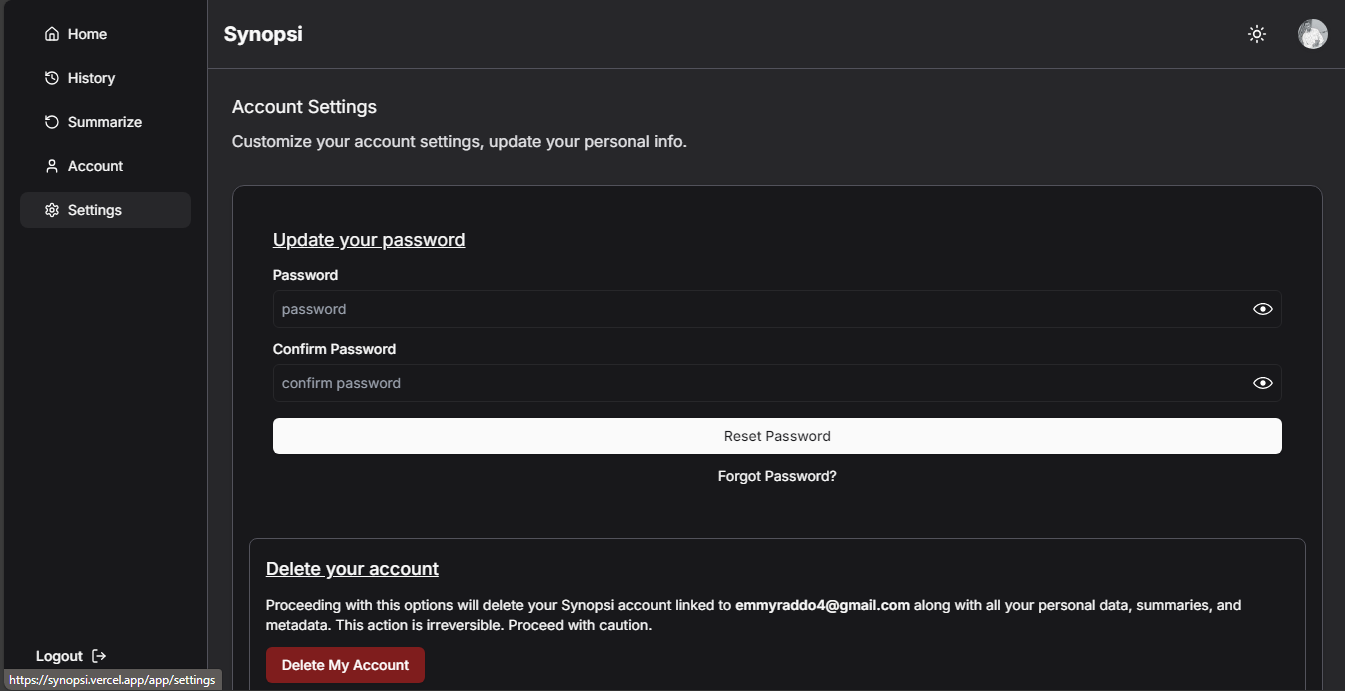 Home
History
Summarize
Account
Settings
Logout
https://synopsi.vercel.app/app/settings
Synopsi
Account Settings
Customize your account settings, update your personal info.
Update your password
Password
password
Confirm Password
confirm password
Reset Password
Forgot Password?
Delete your account
Proceeding with this options will delete your Synopsi account linked to emmyraddo4@gmail.com along with all your personal data, summaries, and
metadata. This action is irreversible. Proceed with caution.
Delete My Account